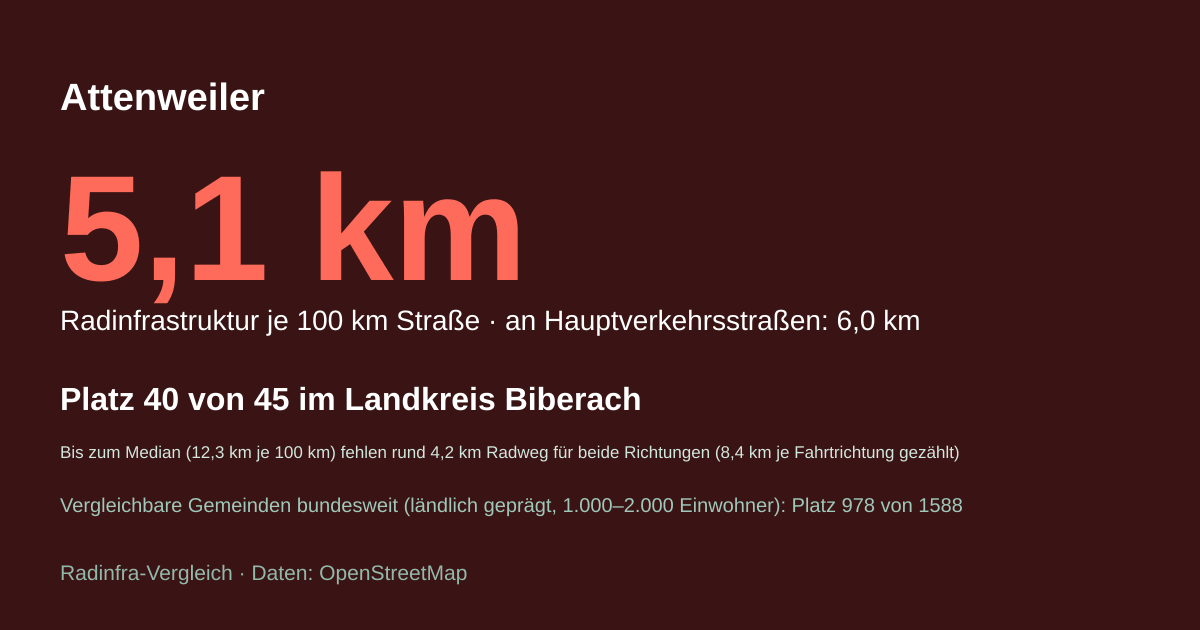 Attenweiler
5,1 km
Radinfrastruktur je 100 km Straße · an Hauptverkehrsstraßen: 6,0 km
Platz 40 von 45 im Landkreis Biberach
Bis zum Median (12,3 km je 100 km) fehlen rund 4,2 km Radweg für beide Richtungen (8,4 km je Fahrtrichtung gezählt)
Vergleichbare Gemeinden bundesweit (ländlich geprägt, 1.000–2.000 Einwohner): Platz 978 von 1588
Radinfra-Vergleich · Daten: OpenStreetMap